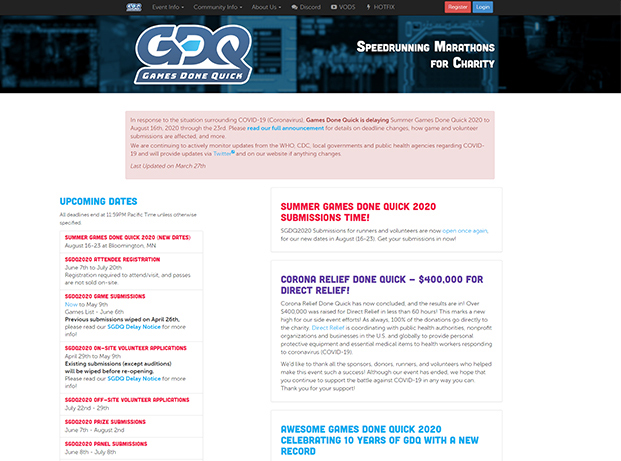 GDQ Event Info Community Info About Us Discord VODS HOTFIX Register Login
GDQ
GAMES DONE QUICK
SPEEDRUNNING MARATHONS
FOR CHARITY
In response to the situation surrounding COVID-19 (Coronavirus), Games Done Quick is delaying Summer Games Done Quick 2020 to
August 16th, 2020 through the 23rd. Please read our full announcement for details on deadline changes, how game and volunteer
submissions are affected, and more.
We are continuing to actively monitor updates from the WHO, CDC, local governments and public health agencies regarding COVID-
19 and will provide updates via Twitter and on our website if anything changes.
Last Updated on March 27th
UPCOMING DATES
All deadlines end at 11:59PM Pacific Time unless otherwise
specified.
SUMMER GAMES DONE QUICK 2020 (NEW DATES)
August 16-23 at Bloomington, MN
SGDQ2020 ATTENDEE REGISTRATION
June 7th to July 20th
Registration required to attend/visit, and passes
are not sold on-site.
SGDQ2020 GAME SUBMISSIONS
Now to May 9th
Games List - June 6th
Previous submissions wiped on April 26th,
please read our SGDQ Delay Notice for more
info!
SGDQ2020 ON-SITE VOLUNTEER APPLICATIONS
April 29th to May 9th
Existing submissions (except auditions)
will be wiped before re-opening.
Please read our SGDQ Delay Notice for more
info!
SGDQ2020 OFF-SITE VOLUNTEER APPLICATIONS
July 22nd - 29th
SGDQ2020 PRIZE SUBMISSIONS
June 7th - August 2nd
SGDQ2020 PANEL SUBMISSIONS
June 8th - July 8th
SUMMER GAMES DONE QUICK 2020
SUBMISSIONS TIME!
SGDQ2020 Submissions for runners and volunteers are now open once again,
for our new dates in August (16-23). Get your submissions in now!
CORONA RELIEF DONE QUICK – $400,000 FOR
DIRECT RELIEF!
Corona Relief Done Quick has now concluded, and the results are in! Over
$400,000 was raised for Direct Relief in less than 60 hours! This marks a new
high for our side event efforts! As always, 100% of the donations go directly to
the charity. Direct Relief is coordinating with public health authorities, nonprofit
organizations and businesses in the U.S. and globally to provide personal
protective equipment and essential medical items to health workers responding
to coronavirus (COVID-19).
We'd like to thank all the sponsors, donors, runners, and volunteers who helped
make this event such a success! Although our event has ended, we hope that
you continue to support the battle against COVID-19 in any way you can.
Thank you for your support!
AWESOME GAMES DONE QUICK 2020
CELEBRATING 10 YEARS OF GDQ WITH A NEW
RECORD